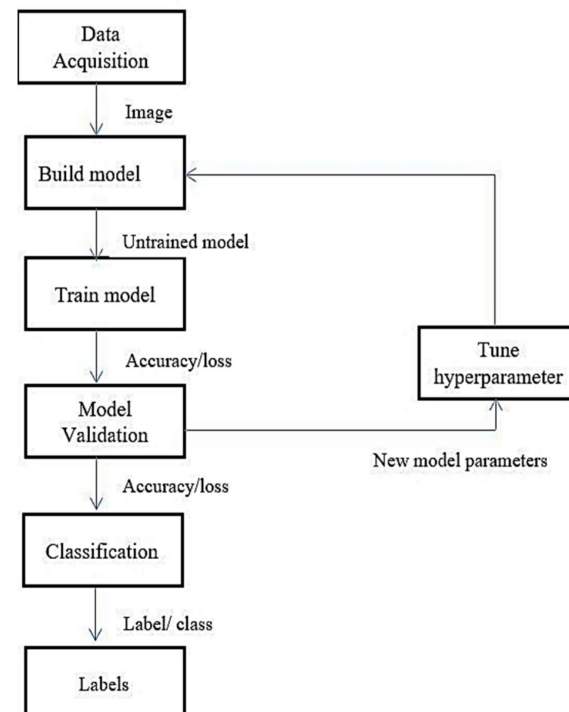 Data
Acquisition
Image
Build model
Untrained model
Train model
Accuracy/loss
Tune
hyperparameter
Model
Validation
New model parameters
Accuracy/loss
Classification
Label/ class
Labels